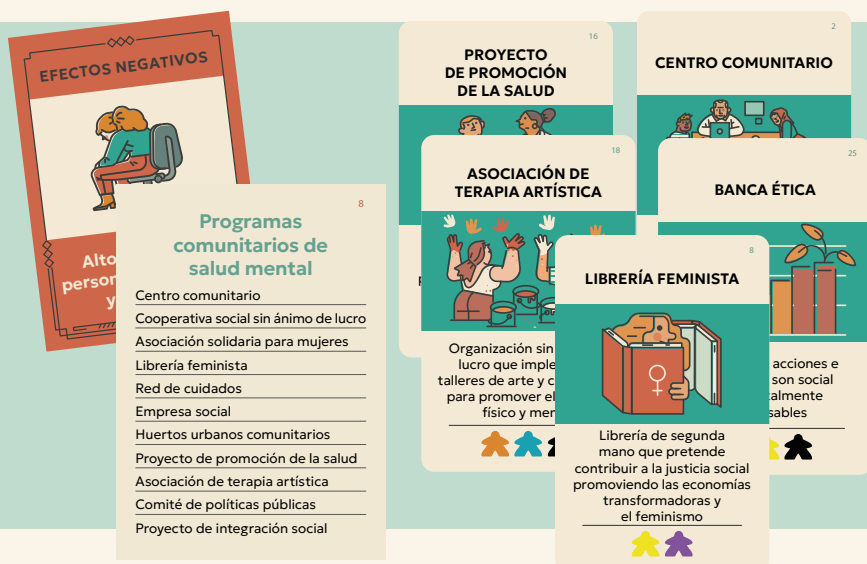 EFECTOS NEGATIVOS
Alto
person
y
8
Programas
comunitarios de
salud mental
Centro comunitario
Cooperativa social sin ánimo de lucro
Asociación solidaria para mujeres
Librería feminista
Red de cuidados
Empresa social
Huertos urbanos comunitarios
Proyecto de promoción de la salud
Asociación de terapia artística
Comité de políticas públicas
Proyecto de integración social
16
PROYECTO
DE PROMOCIÓN
DE LA SALUD
18
ASOCIACIÓN DE
TERAPIA ARTÍSTICA
Organización sin
lucro que imple
talleres de arte y c
para promover el
físico y men
2
CENTRO COMUNITARIO
25
BANCA ÉTICA
acciones e
son social
talmente
sables
8
LIBRERÍA FEMINISTA
Librería de segunda
mano que pretende
contribuir a la justicia social
promoviendo las economías
transformadoras y
el feminismo